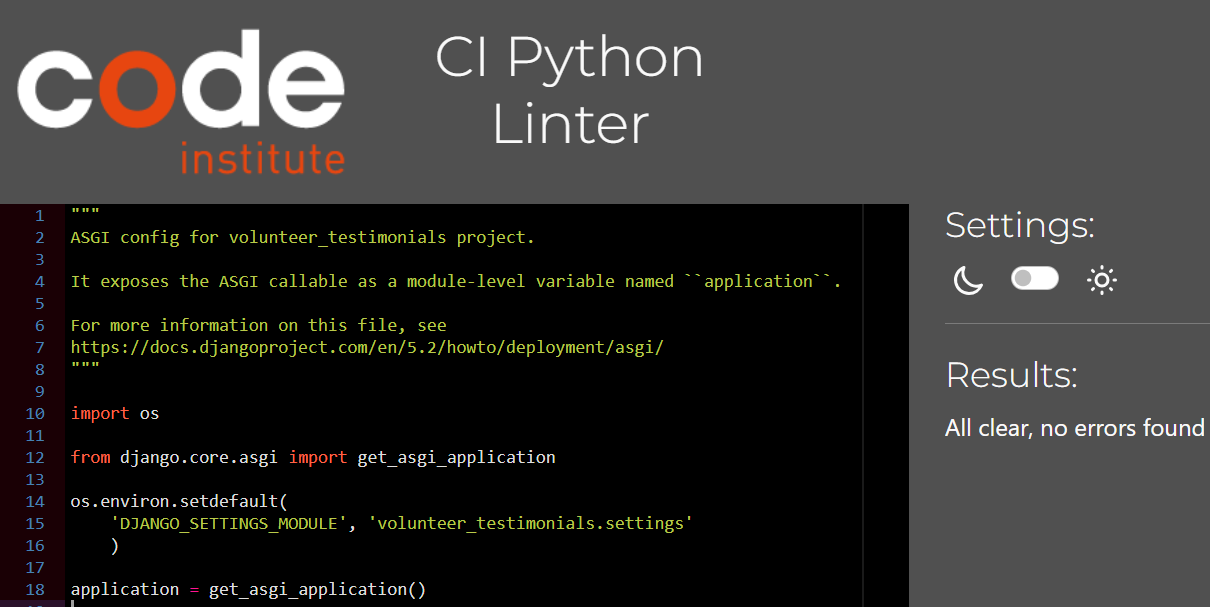 code
institute
CI Python
Linter
1 """
2 ASGI config for volunteer_testimonials project.
3
4 It exposes the ASGI callable as a module-level variable named ``application``.
5
6 For more information on this file, see
7 https://docs.djangoproject.com/en/5.2/howto/deployment/asgi/
8 """
9
10 import os
11
12 from django.core.asgi import get_asgi_application
13
14 os.environ.setdefault(
15     'DJANGO_SETTINGS_MODULE', 'volunteer_testimonials.settings'
16     )
17
18 application = get_asgi_application()
Settings:
Results:
All clear, no errors found